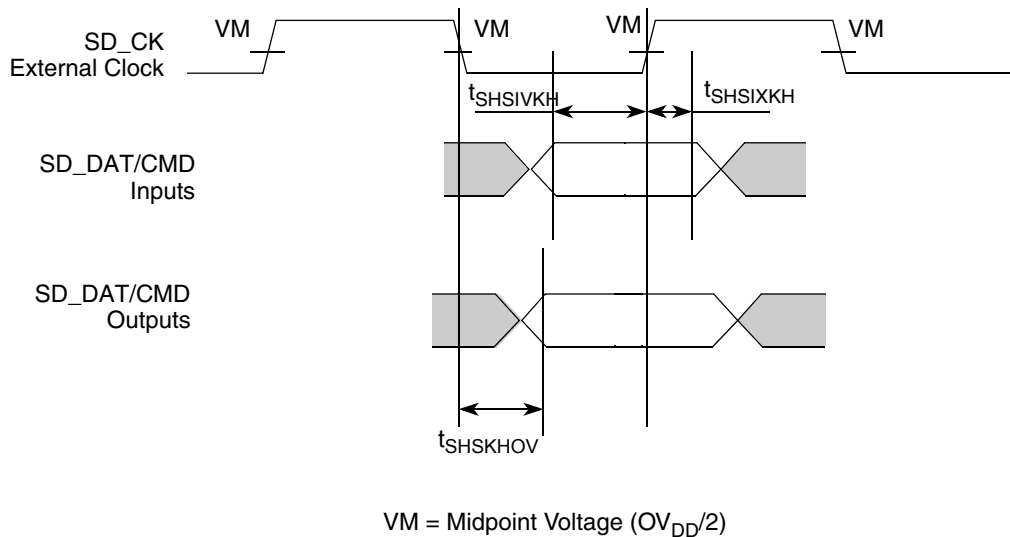 VM
VM
VM
VM
SD_CK
External Clock
tSHSIVKH
tSHSIXKH
SD_DAT/CMD
Inputs
SD_DAT/CMD
Outputs
tSHSKHOV
VM = Midpoint Voltage (OVDD/2)